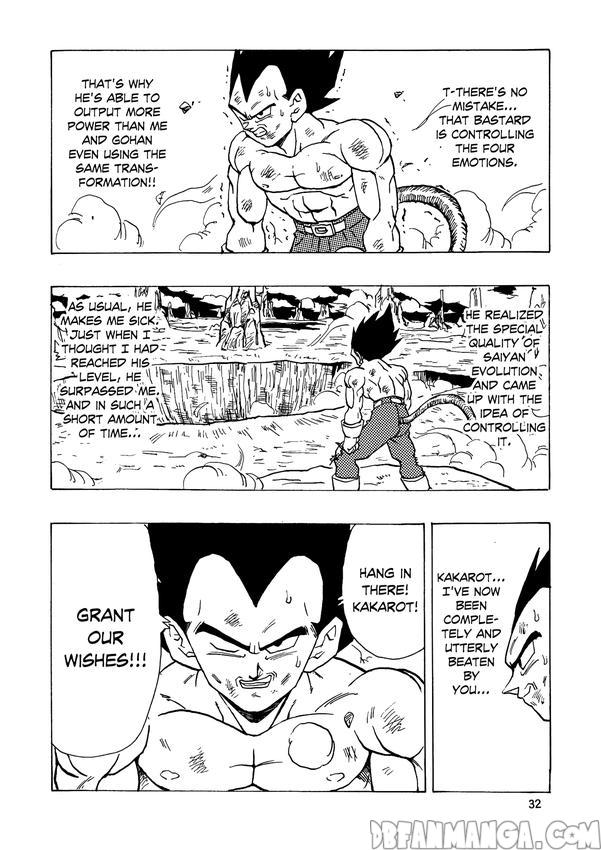 T-THERE'S NO
MISTAKE...
THAT BASTARD
IS CONTROLLING
THE FOUR
EMOTIONS.
THAT'S WHY
HE'S ABLE TO
OUTPUT MORE
POWER THAN ME
AND GOHAN
EVEN USING THE
SAME TRANS-
FORMATION!!
HE REALIZED
THE SPECIAL
QUALITY OF
SAIYAN
EVOLUTION,
AND CAME
UP WITH THE
IDEA OF
CONTROLLING
IT.
AS USUAL, HE
MAKES ME SICK.
JUST WHEN I
THOUGHT I HAD
REACHED HIS
LEVEL, HE
SURPASSED ME.
AND IN SUCH A
SHORT AMOUNT
OF TIME...
KAKAROT...
I'VE NOW
BEEN
COMPLE-
TELY AND
UTTERLY
BEATEN
BY
YOU...
HANG IN
THERE!
KAKAROT!
GRANT
OUR
WISHES!!!
32
DBFANMANGA.COM